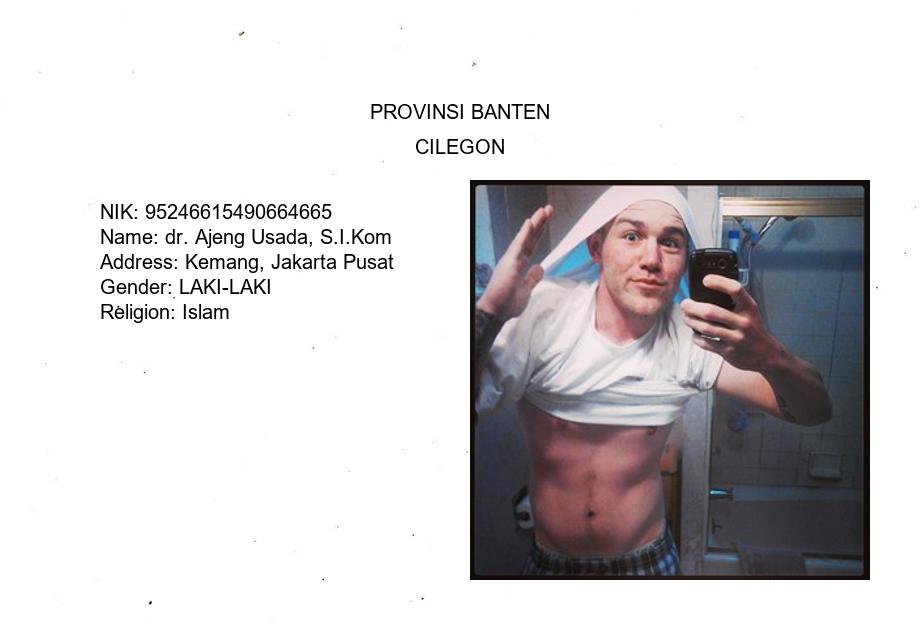 PROVINSI BANTEN
CILEGON
NIK: 95246615490664665
Name: dr. Ajeng Usada, S.I.Kom
Address: Kemang, Jakarta Pusat
Gender: LAKI-LAKI
Religion: Islam